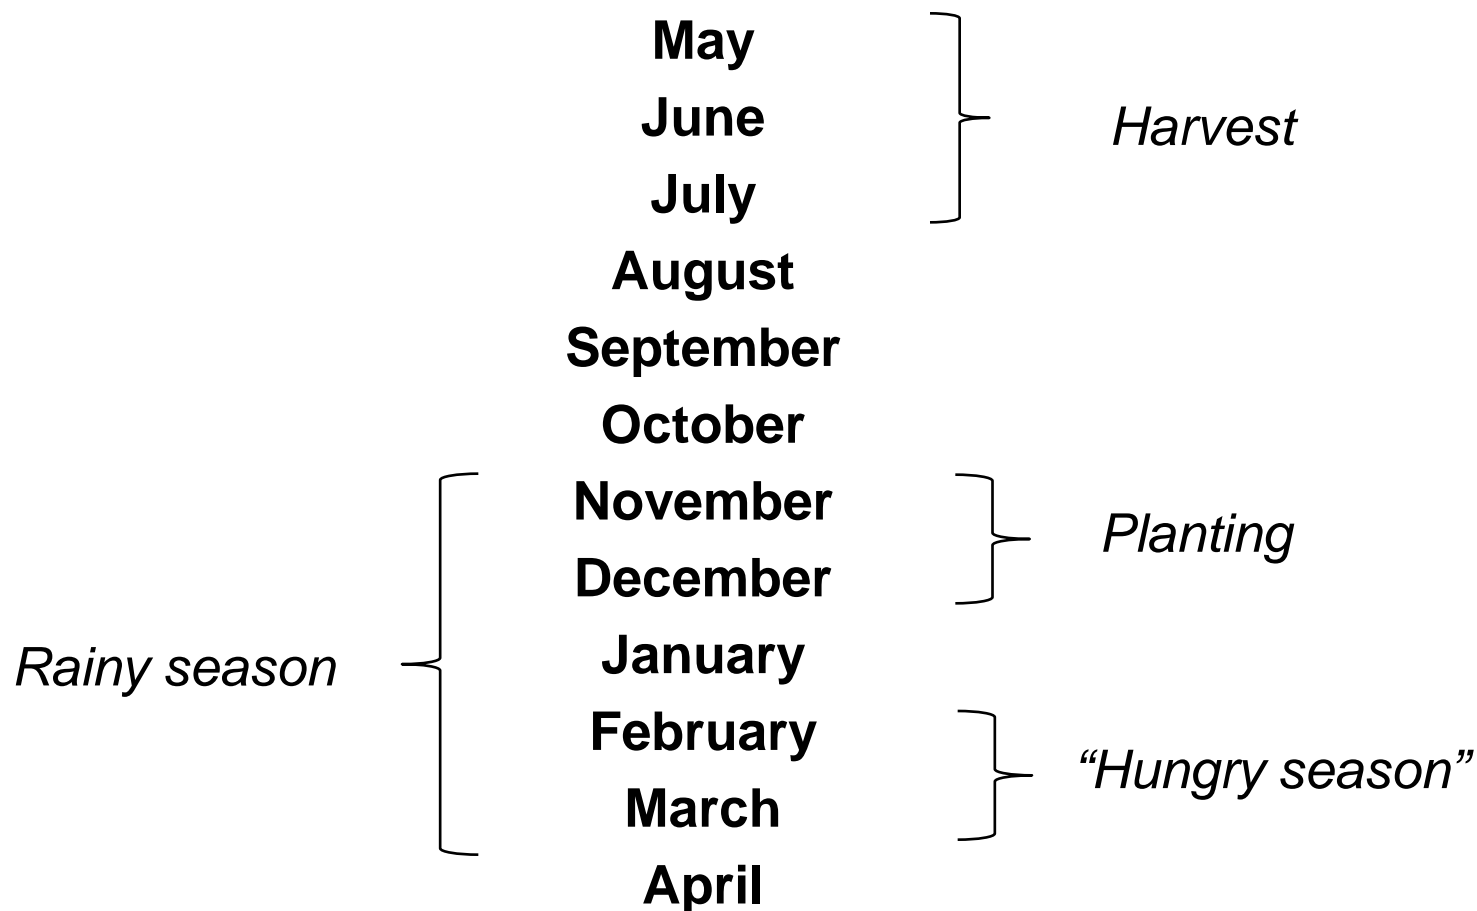 May
June
Harvest
July
August
September
October
November
Planting
December
January
Rainy season
February
“Hungry season”
March
April